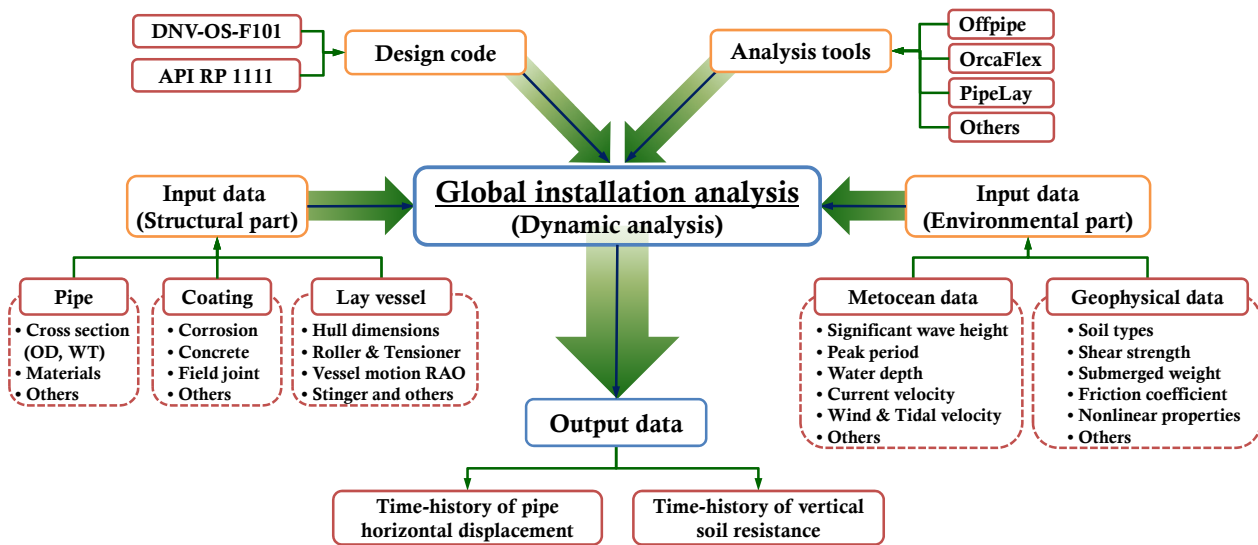 DNV-OS-F101
API RP 1111
Design code
Analysis tools
Offpipe
OrcaFlex
PipeLay
Others
Input data
(Structural part)
Global installation analysis
(Dynamic analysis)
Input data
(Environmental part)
Pipe
• Cross section
(OD, WT)
• Materials
• Others
Coating
• Corrosion
• Concrete
• Field joint
• Others
Lay vessel
• Hull dimensions
• Roller & Tensioner
• Vessel motion RAO
• Stinger and others
Metocean data
• Significant wave height
• Peak period
• Water depth
• Current velocity
• Wind & Tidal velocity
• Others
Geophysical data
• Soil types
• Shear strength
• Submerged weight
• Friction coefficient
• Nonlinear properties
• Others
Output data
Time-history of pipe
horizontal displacement
Time-history of vertical
soil resistance